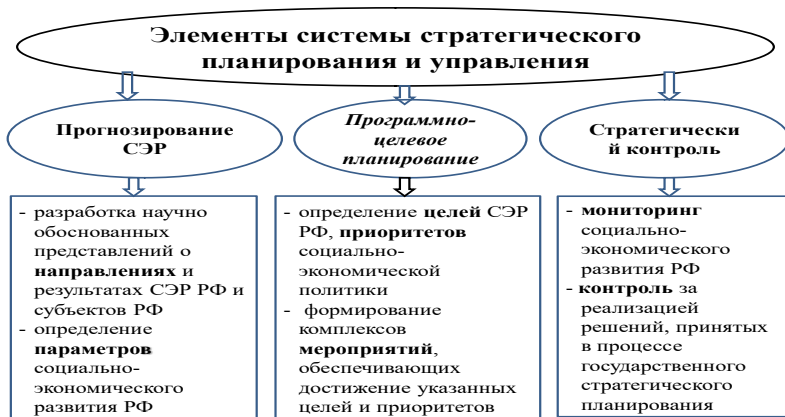 Элементы системы стратегического
планирования и управления
Прогнозирование
СЭР
Программно-
целевое
планирование
Стратегически
й контроль
- разработка научно
обоснованных
представлений о
направлениях и
результатах СЭР РФ и
субъектов РФ
- определение
параметров
социально-
экономического
развития РФ
- определение целей СЭР
РФ, приоритетов
социально-
экономической
политики
- формирование
комплексов
мероприятий,
обеспечивающих
достижение указанных
целей и приоритетов
- мониторинг
социально-
экономического
развития РФ
- контроль за
реализацией
решений, принятых
в процессе
государственного
стратегического
планирования